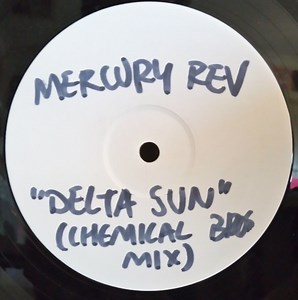 MERCURY REV
"DELTA SUN"
(CHEMICAL BROS
MIX)